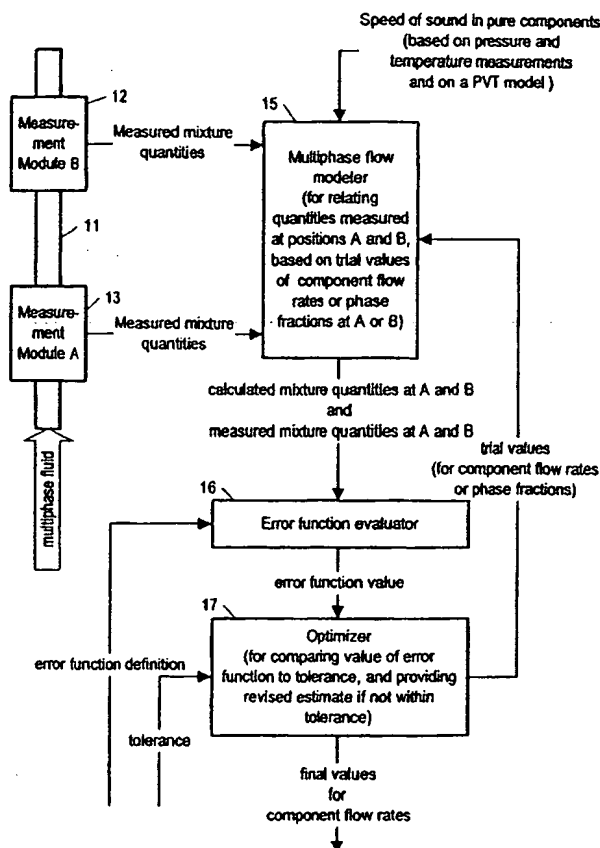 Speed of sound in pure components
(based on pressure and
temperature measurements
and on a PVT model )
12
Measure-
ment
Module B
Measured mixture
quantities
15
Multiphase flow
modeler
(for relating
quantities measured
at positions A and B,
based on trial values
of component flow
rates or phase
fractions at A or B)
11
13
Measure-
ment
Module A
Measured mixture
quantities
calculated mixture quantities at A and B
and
measured mixture quantities at A and B
trial values
(for component flow rates
or phase fractions)
multiphase fluid
16
Error function evaluator
error function value
17
Optimizer
(for comparing value of error
function to tolerance, and providing
revised estimate if not within
tolerance)
error function definition
tolerance
final values
for
component flow rates